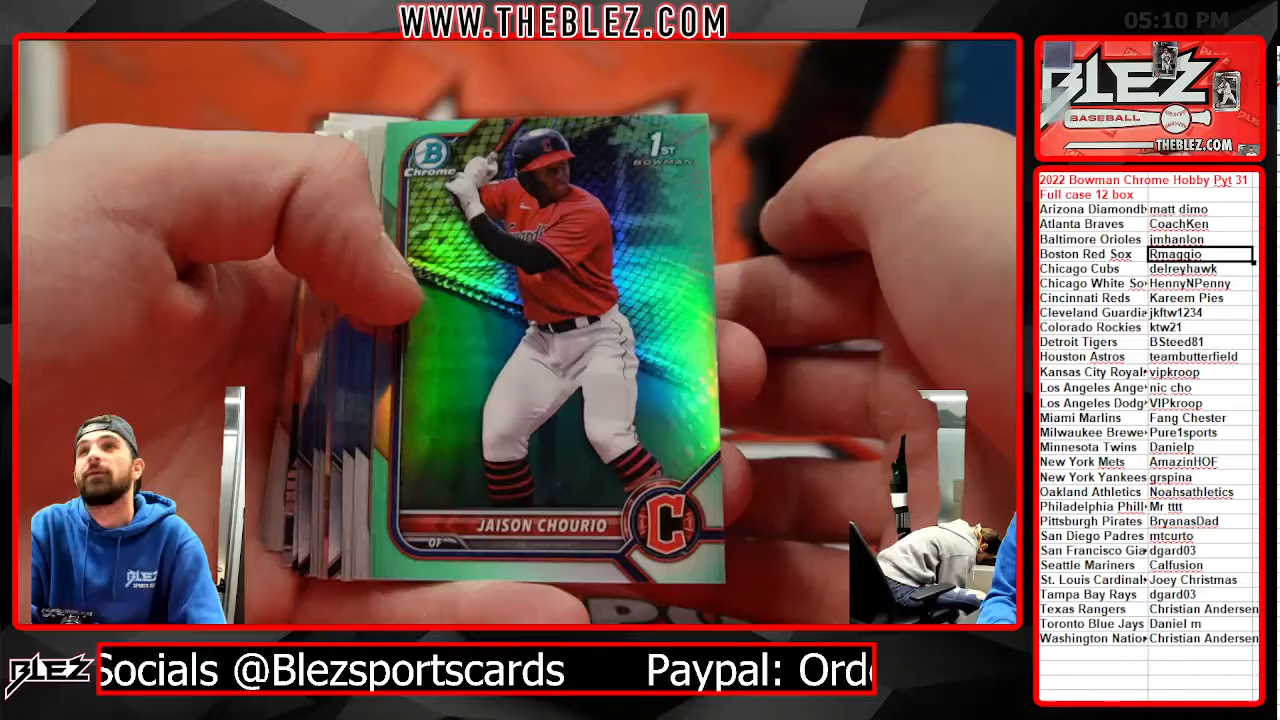 WWW.THEBLEZ.COM
05:10 PM
BLEZ
BASEBALL
THEBLEZ.COM
B
Chrome
1ST
BOWMAN
JAISON CHOURIO
OF
C
2022 Bowman Chrome Hobby Pyt 31
Full case 12 box
Arizona Diamondb matt dimo
Atlanta Braves CoachKen
Baltimore Orioles jmhanlon
Boston Red Sox Rmaggio
Chicago Cubs delreyhawk
Chicago White So HennyNPenny
Cincinnati Reds Kareem Pies
Cleveland Guardia jkftw1234
Colorado Rockies ktw21
Detroit Tigers BSteed81
Houston Astros teambutterfield
Kansas City Royal vipkroop
Los Angeles Ange nic cho
Los Angeles Dodg VIPkroop
Miami Marlins Fang Chester
Milwaukee Brewe Pure1sports
Minnesota Twins Danielp
New York Mets AmazinHOF
New York Yankees grspina
Oakland Athletics Noahsathletics
Philadelphia Phill Mr tttt
Pittsburgh Pirates BryanasDad
San Diego Padres mtcurto
San Francisco Gia dgard03
Seattle Mariners Calfusion
St. Louis Cardinal Joey Christmas
Tampa Bay Rays dgard03
Texas Rangers Christian Andersen
Toronto Blue Jays Daniel m
Washington Natio Christian Andersen
BLEZ
BLEZ Socials @Blezsportscards Paypal: Orde